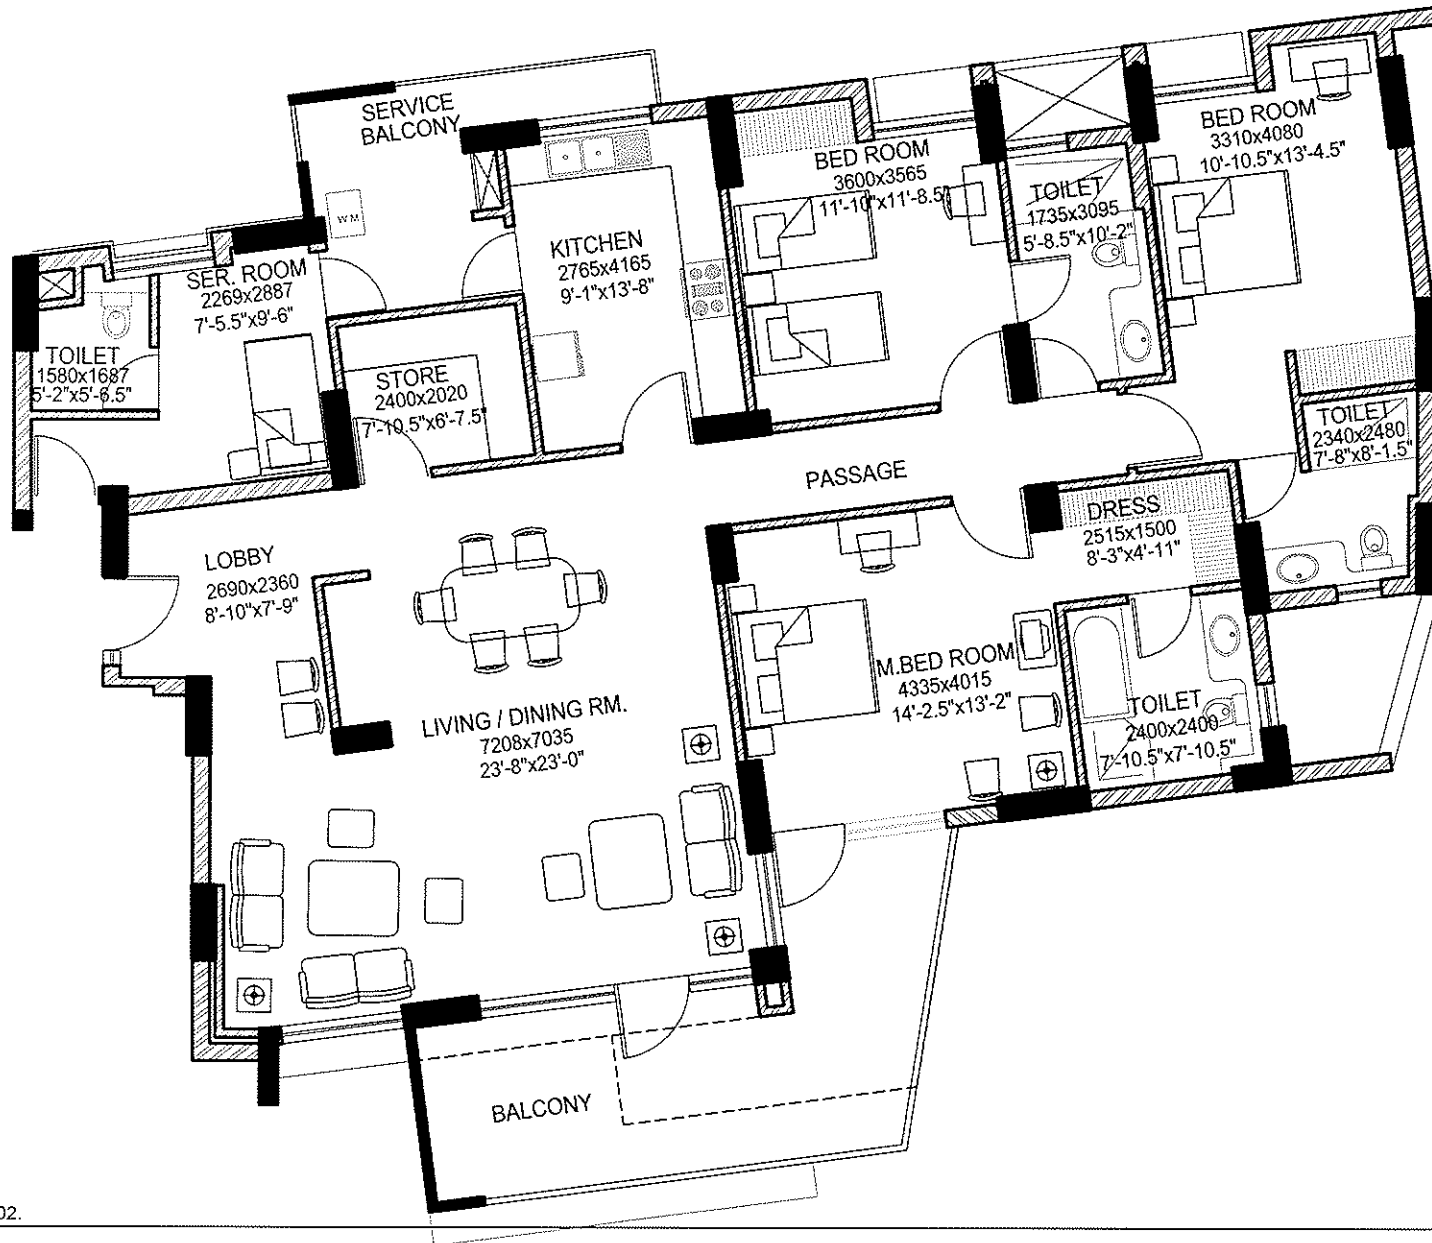 SERVICE
BALCONY
BED ROOM
3310x4080
10'-10.5"x13'-4.5"
BED ROOM
3600x3565
11'-10"x11'-8.5"
TOILET
1735x3095
5'-8.5"x10'-2"
WM
KITCHEN
2765x4165
9'-1"x13'-8"
SER. ROOM
2269x2887
7'-5.5"x9'-6"
TOILET
1580x1687
5'-2"x5'-6.5"
STORE
2400x2020
7'-10.5"x6'-7.5"
TOILET
2340x2480
7'-8"x8'-1.5"
PASSAGE
DRESS
2515x1500
8'-3"x4'-11"
LOBBY
2690x2360
8'-10"x7'-9"
M.BED ROOM
4335x4015
14'-2.5"x13'-2"
TOILET
2400x2400
7'-10.5"x7'-10.5"
LIVING / DINING RM.
7208x7035
23'-8"x23'-0"
BALCONY
02.